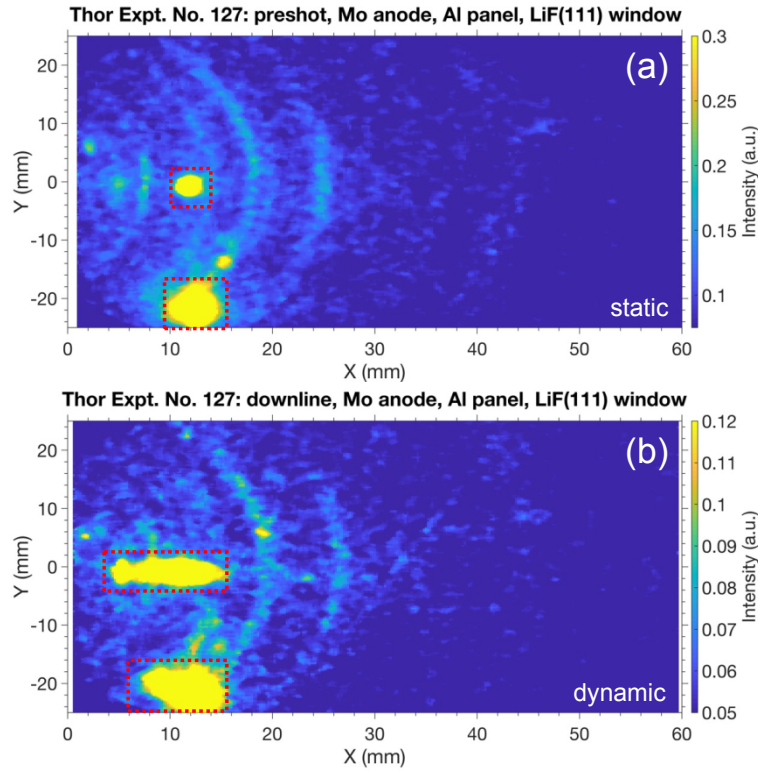 Thor Expt. No. 127: preshot, Mo anode, Al panel, LiF(111) window
(a)
static
20
10
0
-10
-20
Y (mm)
0 10 20 30 40 50 60
X (mm)
0.3
0.25
0.2
0.15
0.1
Intensity (a.u.)
Thor Expt. No. 127: downline, Mo anode, Al panel, LiF(111) window
(b)
dynamic
20
10
0
-10
-20
Y (mm)
0 10 20 30 40 50 60
X (mm)
0.12
0.11
0.1
0.09
0.08
0.07
0.06
0.05
Intensity (a.u.)